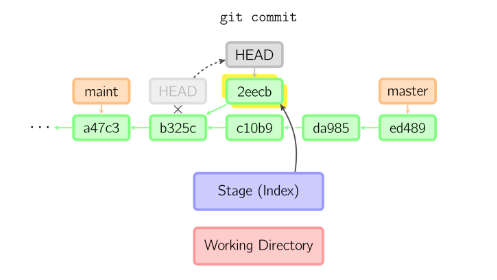 git commit
HEAD
maint
HEAD
2eecb
master
...
a47c3
b325c
c10b9
da985
ed489
Stage (Index)
Working Directory